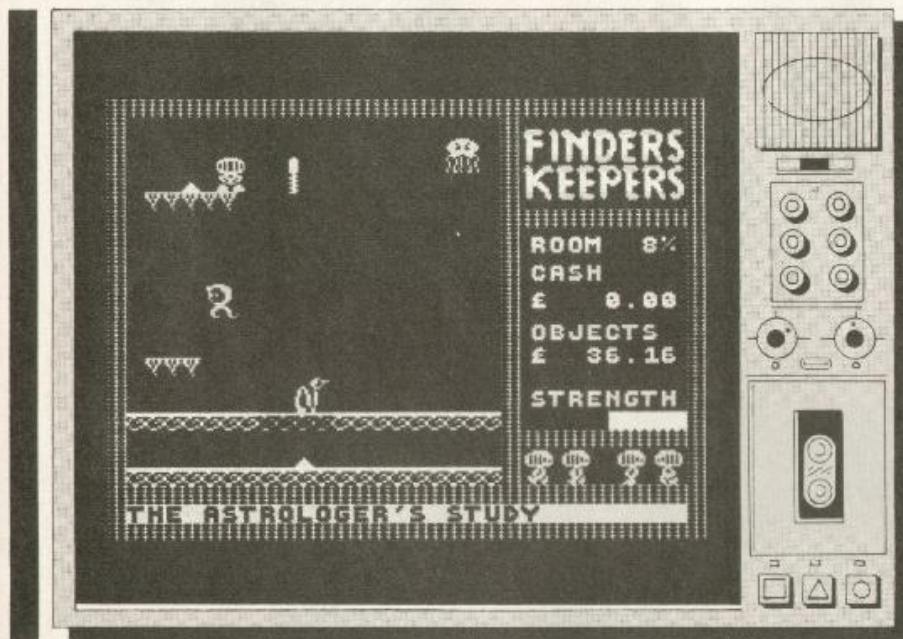 FINDERS
KEEPERS
ROOM 8%
CASH
£ 0.00
OBJECTS
£ 36.16
STRENGTH
THE ASTROLOGER'S STUDY